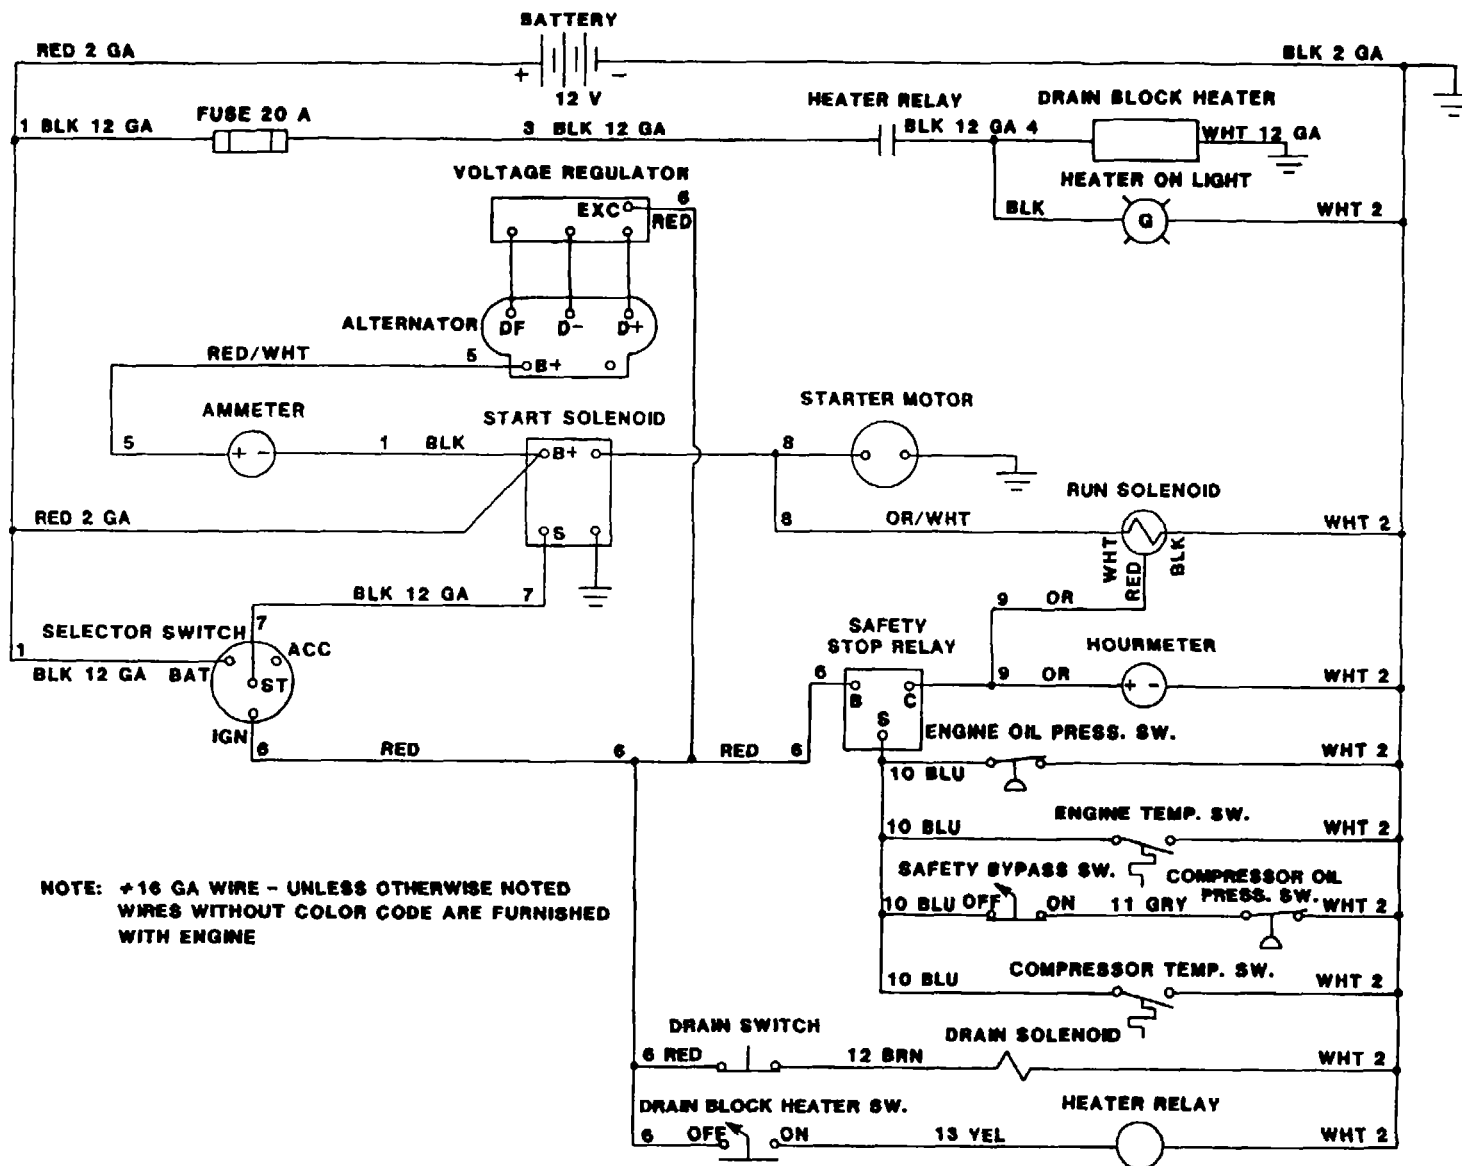 BATTERY
RED 2 GA
BLK 2 GA
+ -
12 V
FUSE 20 A
HEATER RELAY
DRAIN BLOCK HEATER
1 BLK 12 GA
3 BLK 12 GA
BLK 12 GA 4
WHT 12 GA
VOLTAGE REGULATOR
HEATER ON LIGHT
EXC
6
RED
BLK
G
WHT 2
ALTERNATOR
DF D- D+
RED/WHT
5
B+
AMMETER
START SOLENOID
STARTER MOTOR
5
+ -
1 BLK
B+
8
RUN SOLENOID
RED 2 GA
S
8
OR/WHT
WHT
RED
BLK
WHT 2
BLK 12 GA
7
9 OR
SELECTOR SWITCH
7
ACC
SAFETY
STOP RELAY
HOURMETER
1
BLK 12 GA
BAT
ST
6
B
C
S
9 OR
+ -
WHT 2
IGN
6
RED
6
RED
6
ENGINE OIL PRESS. SW.
10 BLU
WHT 2
ENGINE TEMP. SW.
10 BLU
WHT 2
SAFETY BYPASS SW.
COMPRESSOR OIL
PRESS. SW.
10 BLU
OFF
ON
11 GRY
WHT 2
NOTE: +16 GA WIRE - UNLESS OTHERWISE NOTED
WIRES WITHOUT COLOR CODE ARE FURNISHED
WITH ENGINE
COMPRESSOR TEMP. SW.
10 BLU
WHT 2
DRAIN SWITCH
DRAIN SOLENOID
6 RED
12 BRN
WHT 2
DRAIN BLOCK HEATER SW.
HEATER RELAY
6
OFF
ON
13 YEL
WHT 2